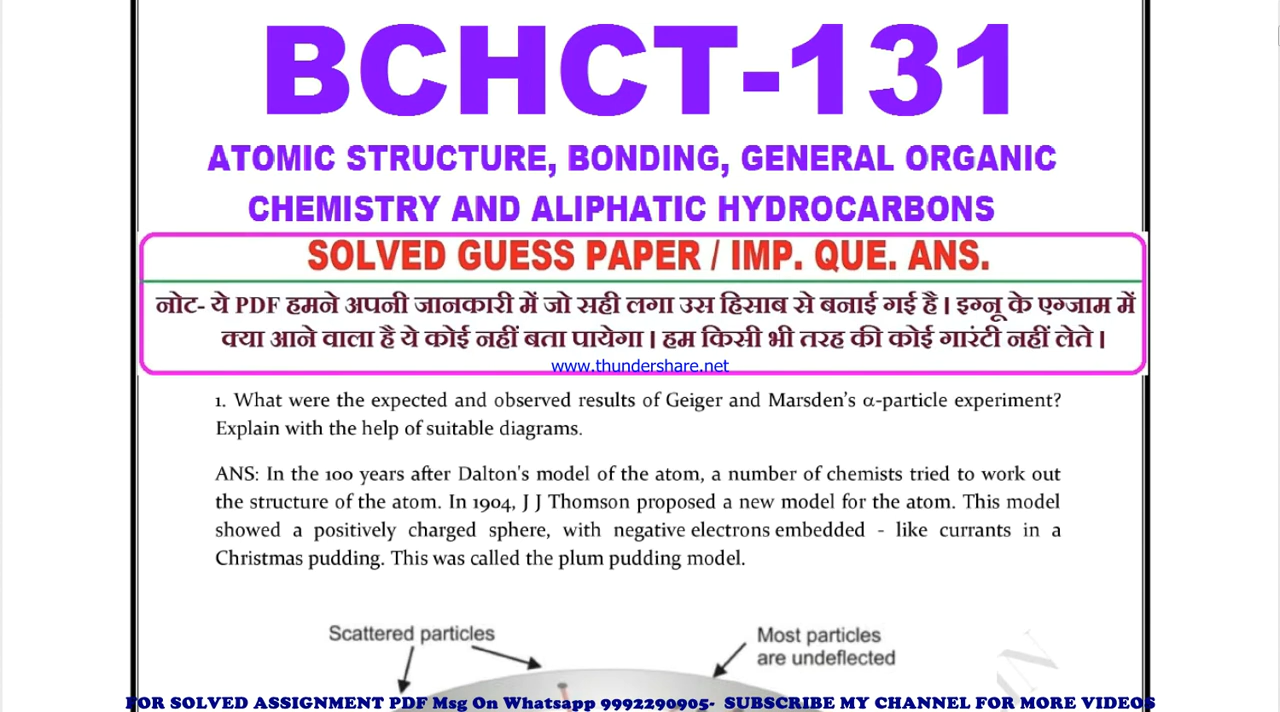 BCHCT-131
ATOMIC STRUCTURE, BONDING, GENERAL ORGANIC
CHEMISTRY AND ALIPHATIC HYDROCARBONS
SOLVED GUESS PAPER / IMP. QUE. ANS.
नोट- ये PDF हमने अपनी जानकारी में जो सही लगा उस हिसाब से बनाई गई है। इग्नू के एग्जाम में
क्या आने वाला है ये कोई नहीं बता पायेगा। हम किसी भी तरह की कोई गारंटी नहीं लेते।
www.thundershare.net
1. What were the expected and observed results of Geiger and Marsden's α-particle experiment?
Explain with the help of suitable diagrams.
ANS: In the 100 years after Dalton's model of the atom, a number of chemists tried to work out
the structure of the atom. In 1904, J J Thomson proposed a new model for the atom. This model
showed a positively charged sphere, with negative electrons embedded - like currants in a
Christmas pudding. This was called the plum pudding model.
Scattered particles
Most particles
are undeflected
FOR SOLVED ASSIGNMENT PDF Msg On Whatsapp 9992290905- SUBSCRIBE MY CHANNEL FOR MORE VIDEOS